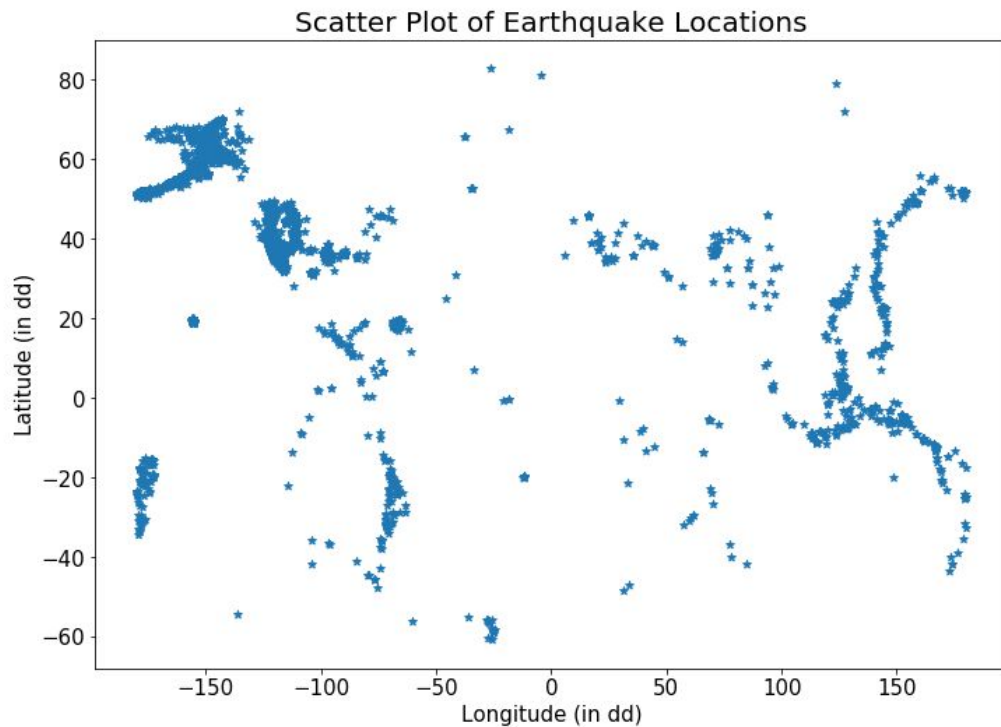 Scatter Plot of Earthquake Locations
80
60
40
20
0
−20
−40
−60
Latitude (in dd)
−150 −100 −50 0 50 100 150
Longitude (in dd)